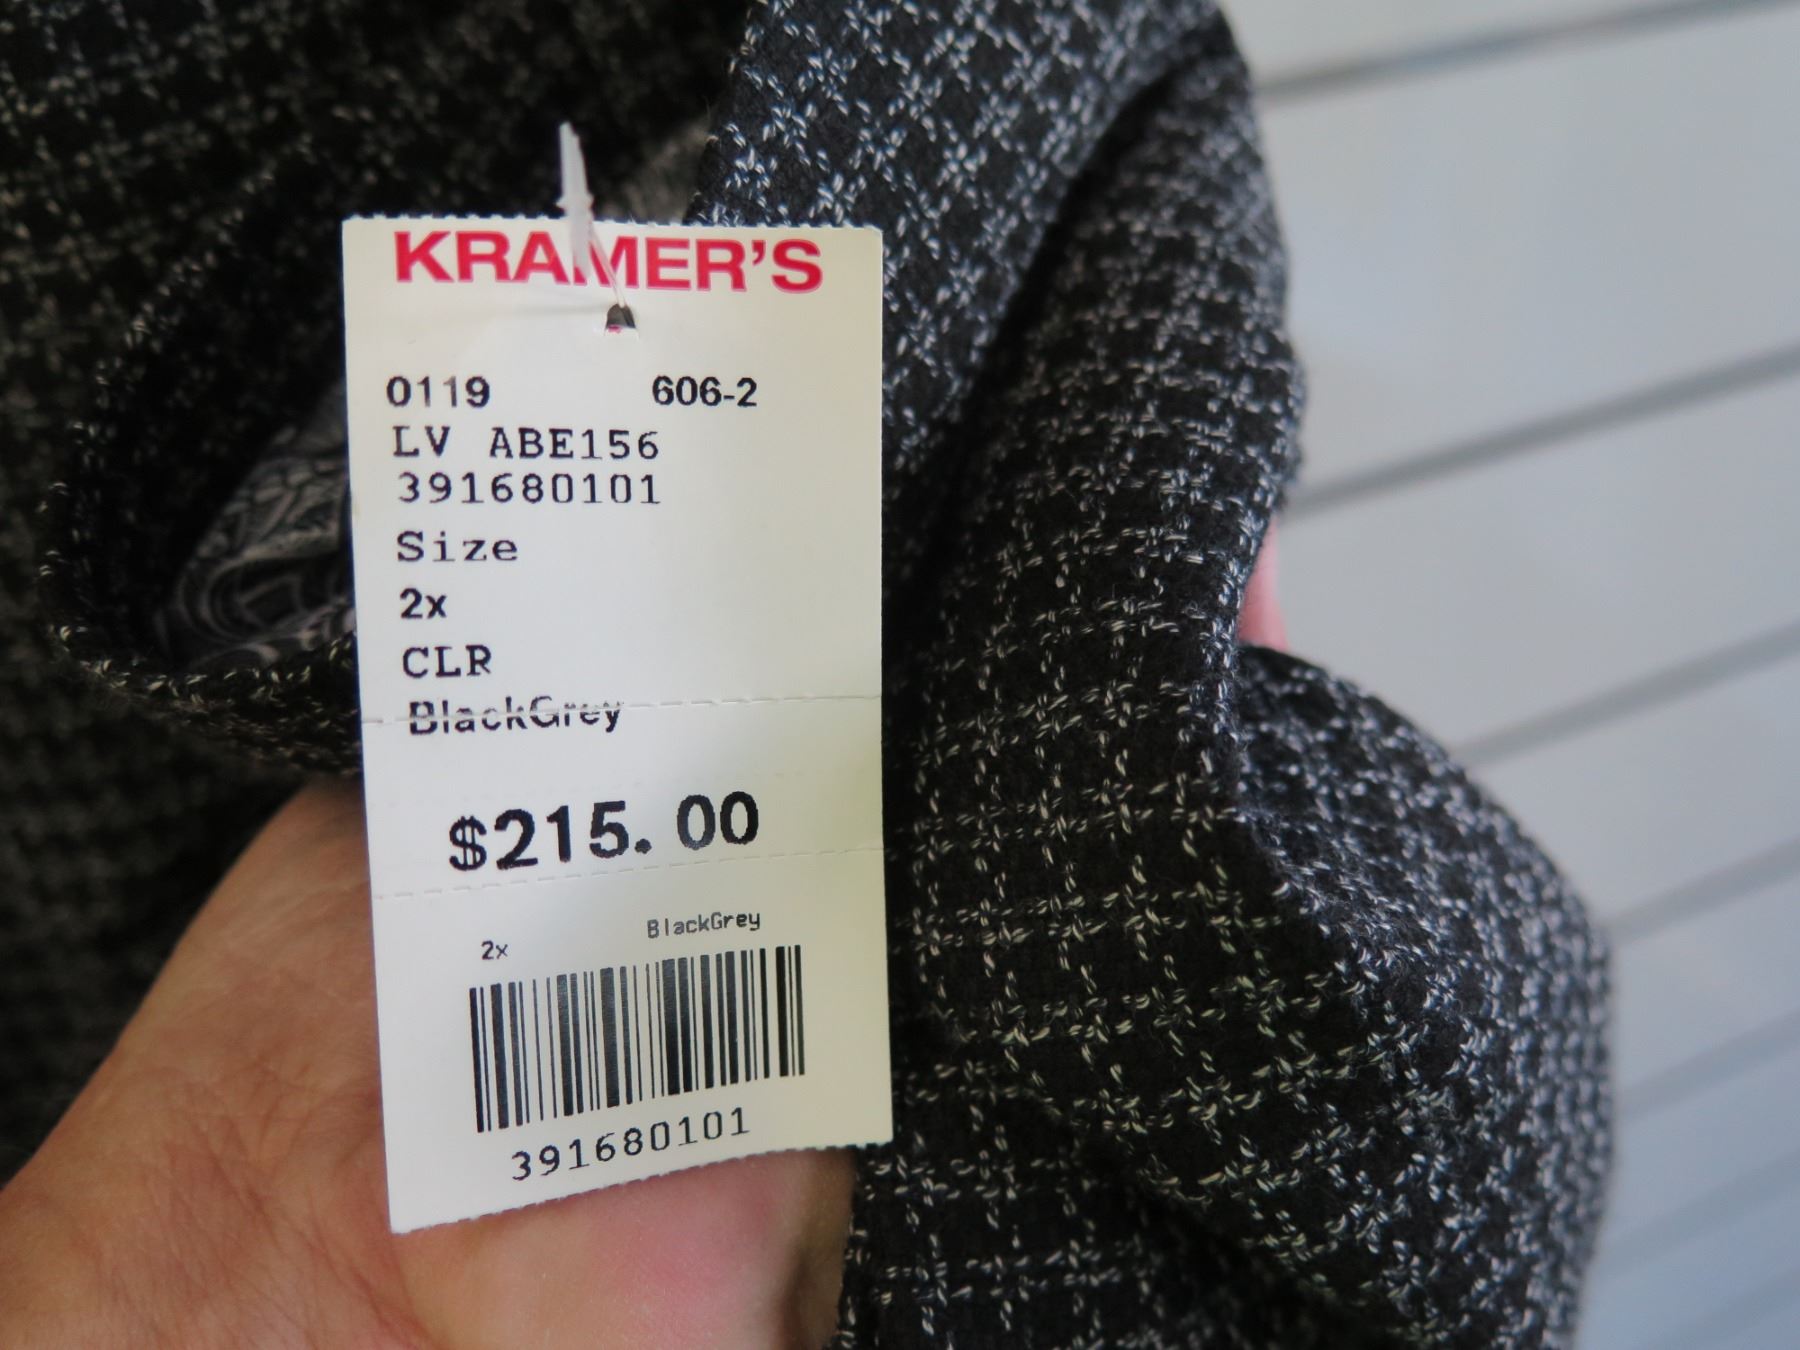 KRAMER'S
0119 606-2
LV ABE156
391680101
Size
2x
CLR
BlackGrey
$215.00
2x BlackGrey
391680101